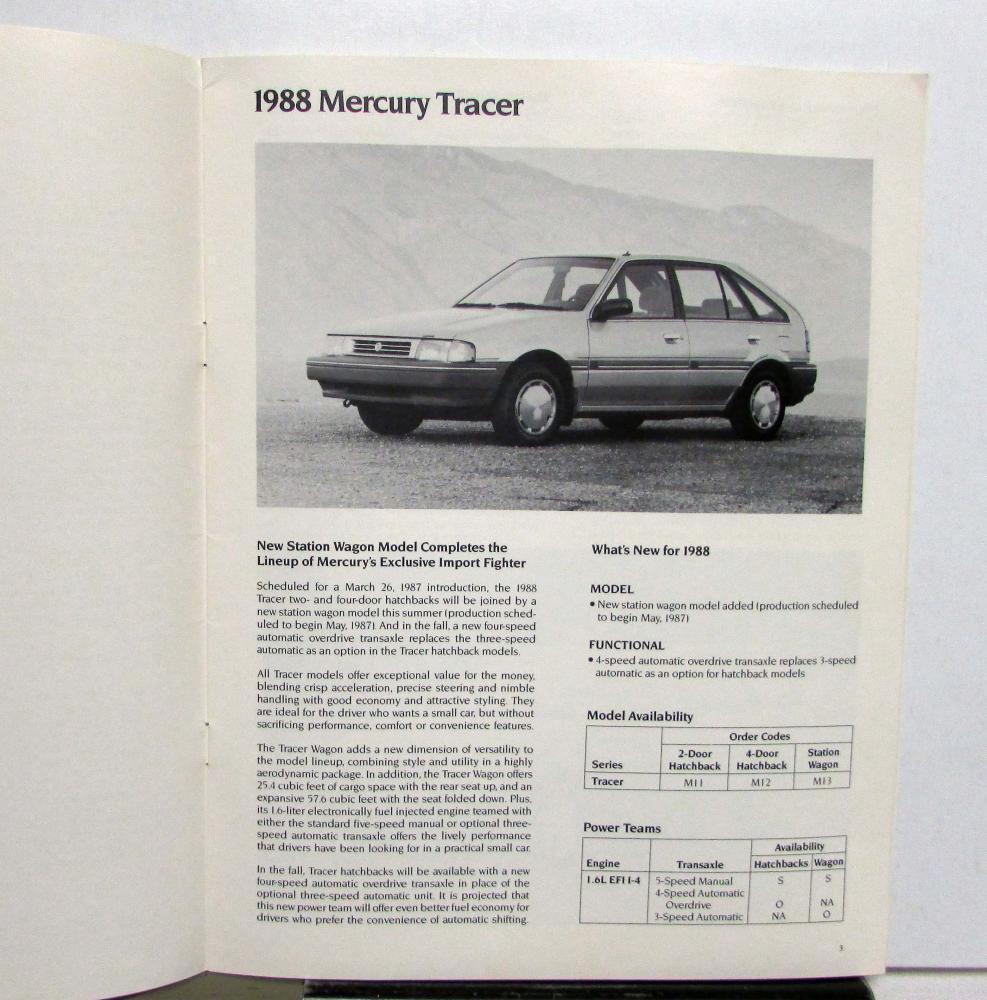 1988 Mercury Tracer
New Station Wagon Model Completes the
Lineup of Mercury's Exclusive Import Fighter
Scheduled for a March 26, 1987 introduction, the 1988
Tracer two- and four-door hatchbacks will be joined by a
new station wagon model this summer (production sched-
uled to begin May, 1987). And in the fall, a new four-speed
automatic overdrive transaxle replaces the three-speed
automatic as an option in the Tracer hatchback models.
All Tracer models offer exceptional value for the money,
blending crisp acceleration, precise steering and nimble
handling with good economy and attractive styling. They
are ideal for the driver who wants a small car, but without
sacrificing performance, comfort or convenience features.
The Tracer Wagon adds a new dimension of versatility to
the model lineup, combining style and utility in a highly
aerodynamic package. In addition, the Tracer Wagon offers
25.4 cubic feet of cargo space with the rear seat up, and an
expansive 57.6 cubic feet with the seat folded down. Plus,
its 1.6-liter electronically fuel injected engine teamed with
either the standard five-speed manual or optional three-
speed automatic transaxle offers the lively performance
that drivers have been looking for in a practical small car.
In the fall, Tracer hatchbacks will be available with a new
four-speed automatic overdrive transaxle in place of the
optional three-speed automatic unit. It is projected that
this new power team will offer even better fuel economy for
drivers who prefer the convenience of automatic shifting.
What's New for 1988
MODEL
• New station wagon model added (production scheduled
to begin May, 1987)
FUNCTIONAL
• 4-speed automatic overdrive transaxle replaces 3-speed
automatic as an option for hatchback models
Model Availability
Order Codes
Series 2-Door Hatchback 4-Door Hatchback Station Wagon
Tracer M11 M12 M13
Power Teams
Availability
Engine Transaxle Hatchbacks Wagon
1.6L EFI I-4 5-Speed Manual S S
4-Speed Automatic
Overdrive O NA
3-Speed Automatic NA O
3